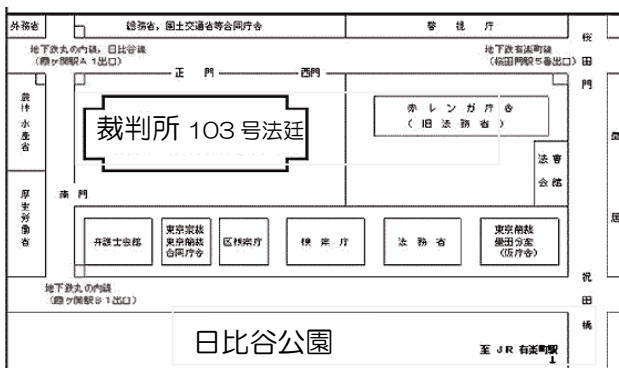 外務省
総務省，国土交通省等合同庁舎
警視庁
桜田門
地下鉄丸の内線，日比谷線
（霞ヶ関駅A1出口）
地下鉄有楽町線
（桜田門駅5番出口）
正門
西門
農林水産省
裁判所 103号法廷
赤レンガ庁舎
（旧法務省）
皇居
法曹会館
厚生労働省
南門
弁護士会館
東京家裁
東京簡裁
合同庁舎
区検察庁
検察庁
法務省
東京簡裁
墨田分室
（仮庁舎）
地下鉄丸の内線
（霞ヶ関駅B1出口）
祝田橋
日比谷公園
至JR有楽町駅